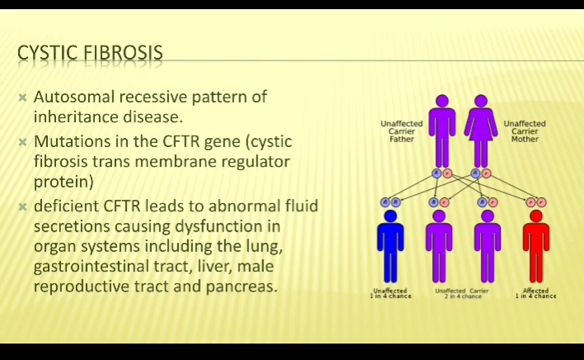 CYSTIC FIBROSIS
Autosomal recessive pattern of
inheritance disease.
Mutations in the CFTR gene (cystic
fibrosis trans membrane regulator
protein)
deficient CFTR leads to abnormal fluid
secretions causing dysfunction in
organ systems including the lung,
gastrointestinal tract, liver, male
reproductive tract and pancreas.
Unaffected
Carrier
Father
Unaffected
Carrier
Mother
Unaffected
1 in 4 chance
Unaffected Carrier
2 in 4 chance
Affected
1 in 4 chance